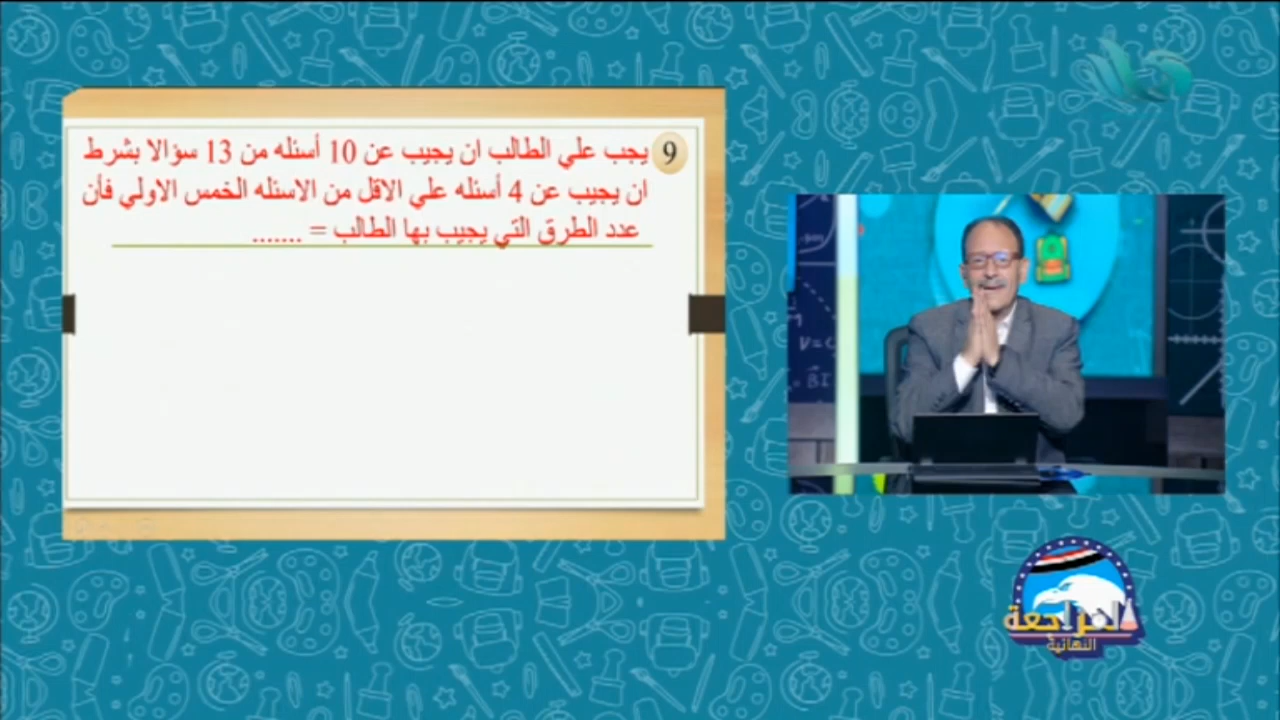 9 يجب علي الطالب ان يجيب عن 10 أسئله من 13 سؤالا بشرط
ان يجيب عن 4 أسئله علي الاقل من الاسئله الخمس الاولي فأن
عدد الطرق التي يجيب بها الطالب = .......
المراجعة
النهائية